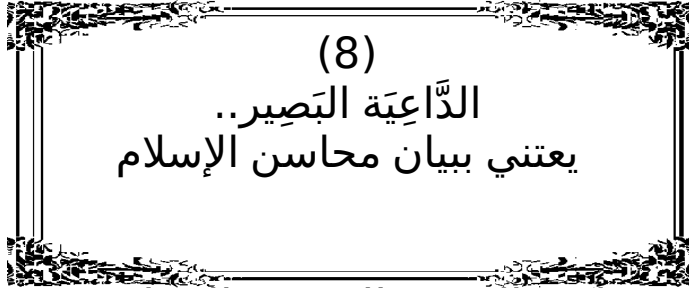 (8)
الدَّاعِيَة البَصِير..
يعتني ببيان محاسن الإسلام